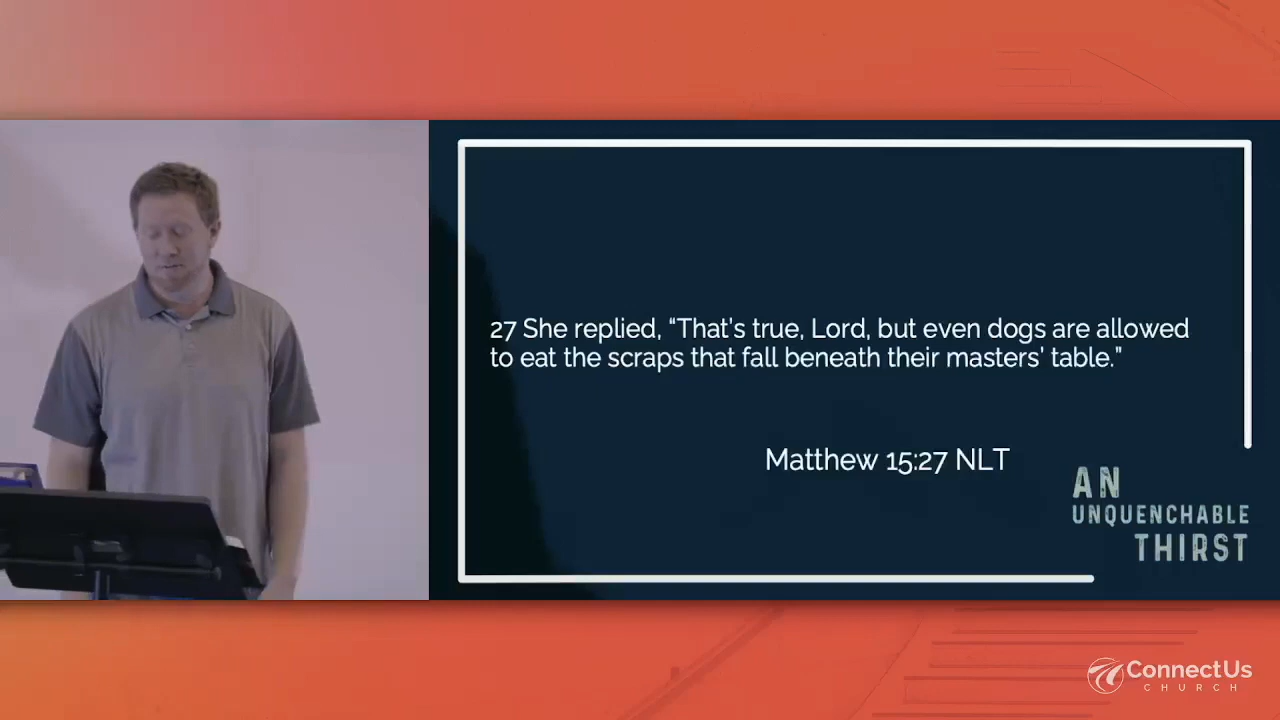 27 She replied, “That’s true, Lord, but even dogs are allowed
to eat the scraps that fall beneath their masters’ table.”
Matthew 15:27 NLT
AN
UNQUENCHABLE
THIRST
ConnectUs
CHURCH